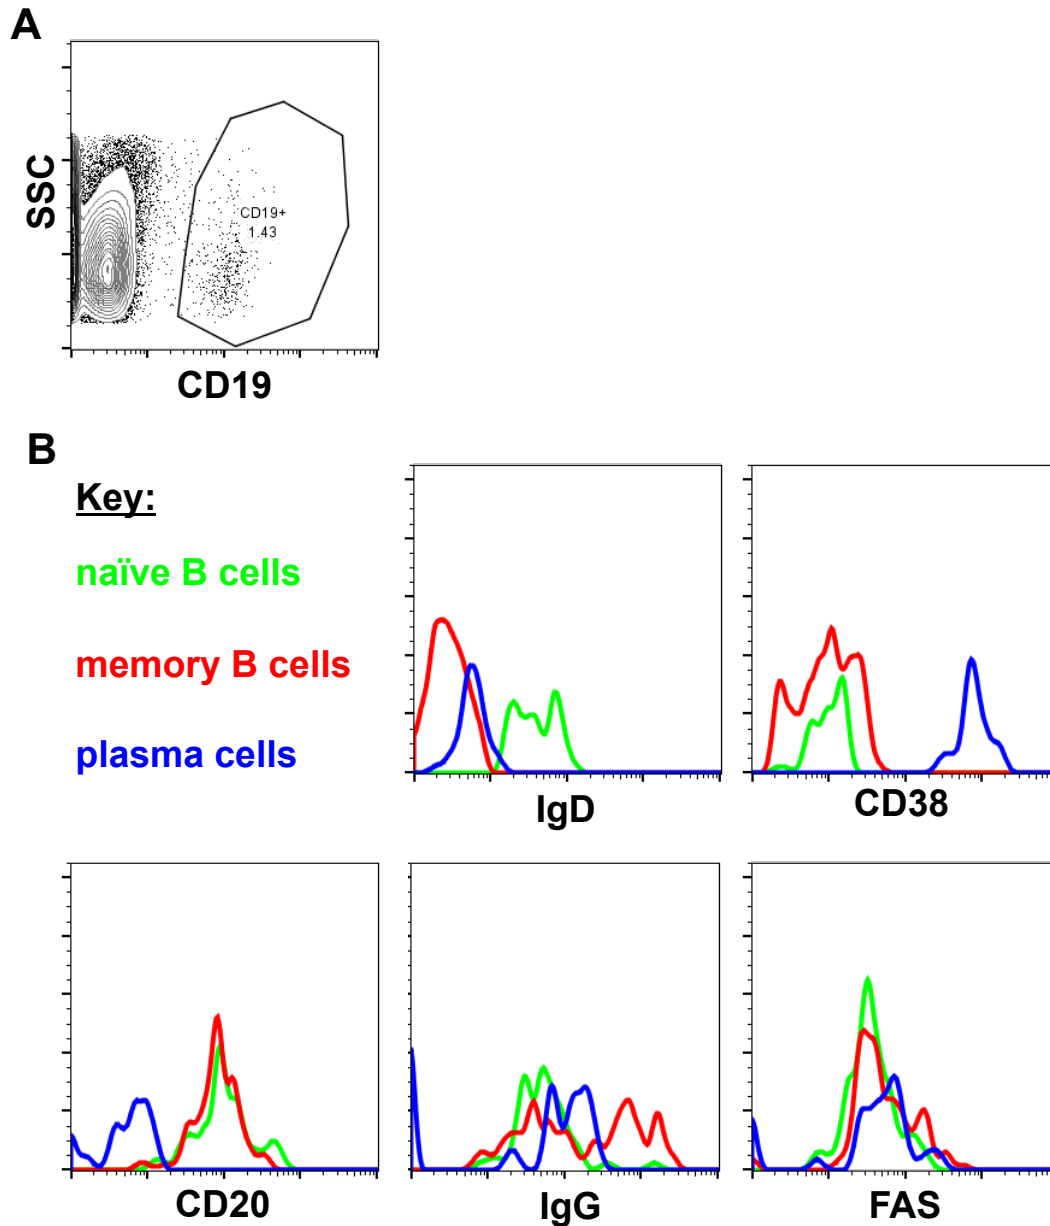 A
SSC
CD19+
1.43
CD19
B
Key:
naïve B cells
memory B cells
plasma cells
IgD
CD38
CD20
IgG
FAS